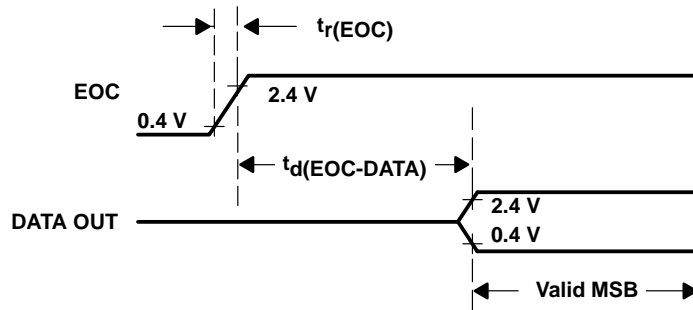 tr(EOC)
EOC
2.4 V
0.4 V
td(EOC-DATA)
DATA OUT
2.4 V
0.4 V
Valid MSB